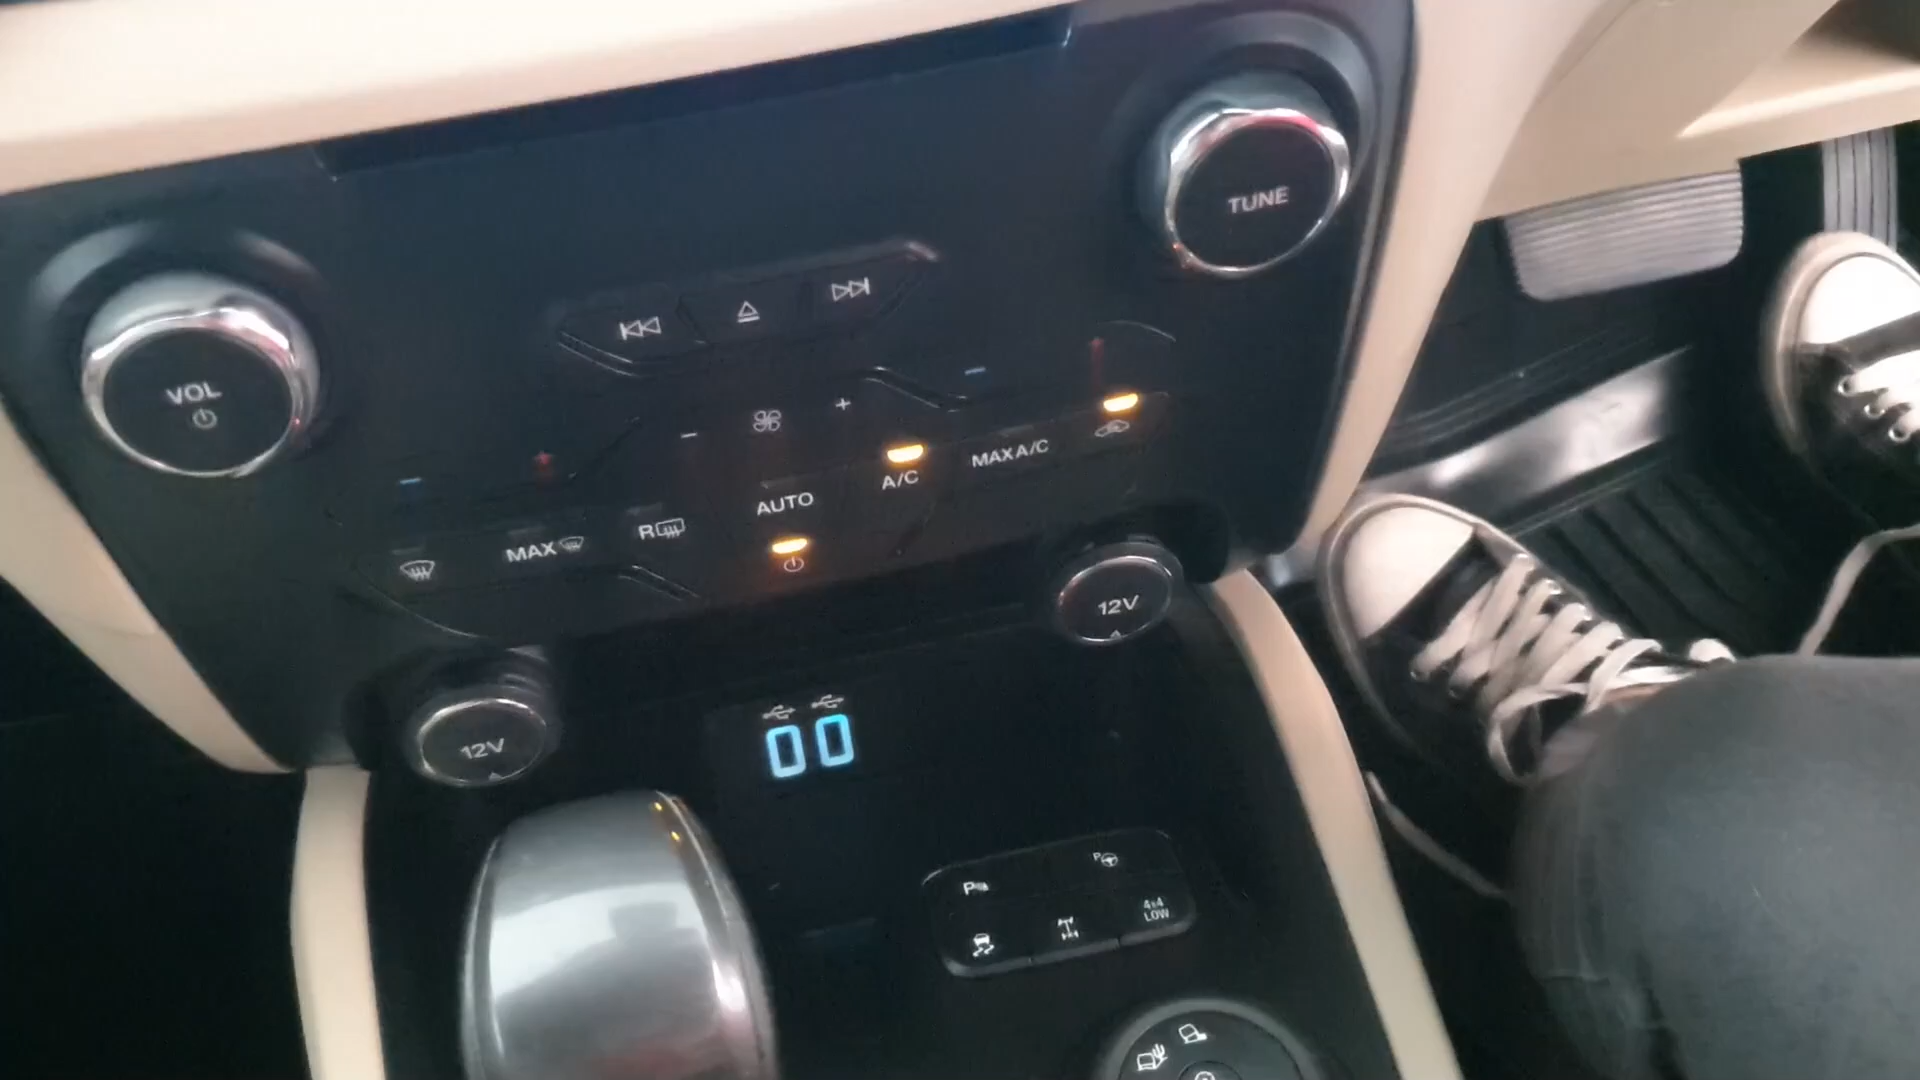 TUNE
VOL
- +
- +
MAX A/C
A/C
AUTO
R
MAX
12V
12V
P
P
4x4
LOW